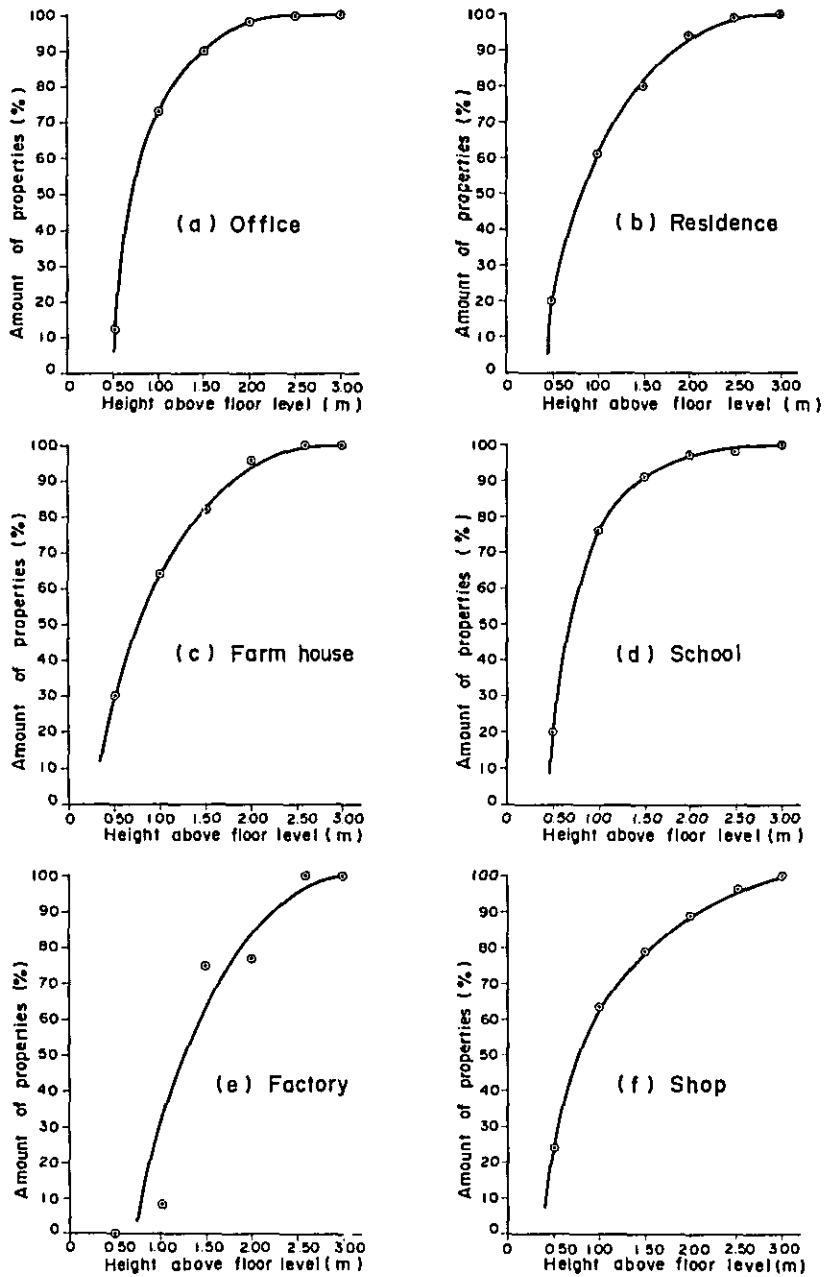 Amount of properties (%)
100
90
80
70
60
50
40
30
20
10
0
(a) Office
0 0.50 1.00 1.50 2.00 2.50 3.00
Height above floor level (m)
Amount of properties (%)
100
90
80
70
60
50
40
30
20
10
0
(b) Residence
0 0.50 1.00 1.50 2.00 2.50 3.00
Height above floor level (m)
Amount of properties (%)
100
90
80
70
60
50
40
30
20
10
0
(c) Farm house
0 0.50 1.00 1.50 2.00 2.50 3.00
Height above floor level (m)
Amount of properties (%)
100
90
80
70
60
50
40
30
20
10
0
(d) School
0 0.50 1.00 1.50 2.00 2.50 3.00
Height above floor level (m)
Amount of properties (%)
100
90
80
70
60
50
40
30
20
10
0
(e) Factory
0 0.50 1.00 1.50 2.00 2.50 3.00
Height above floor level (m)
Amount of properties (%)
100
90
80
70
60
50
40
30
20
10
0
(f) Shop
0 0.50 1.00 1.50 2.00 2.50 3.00
Height above floor level (m)